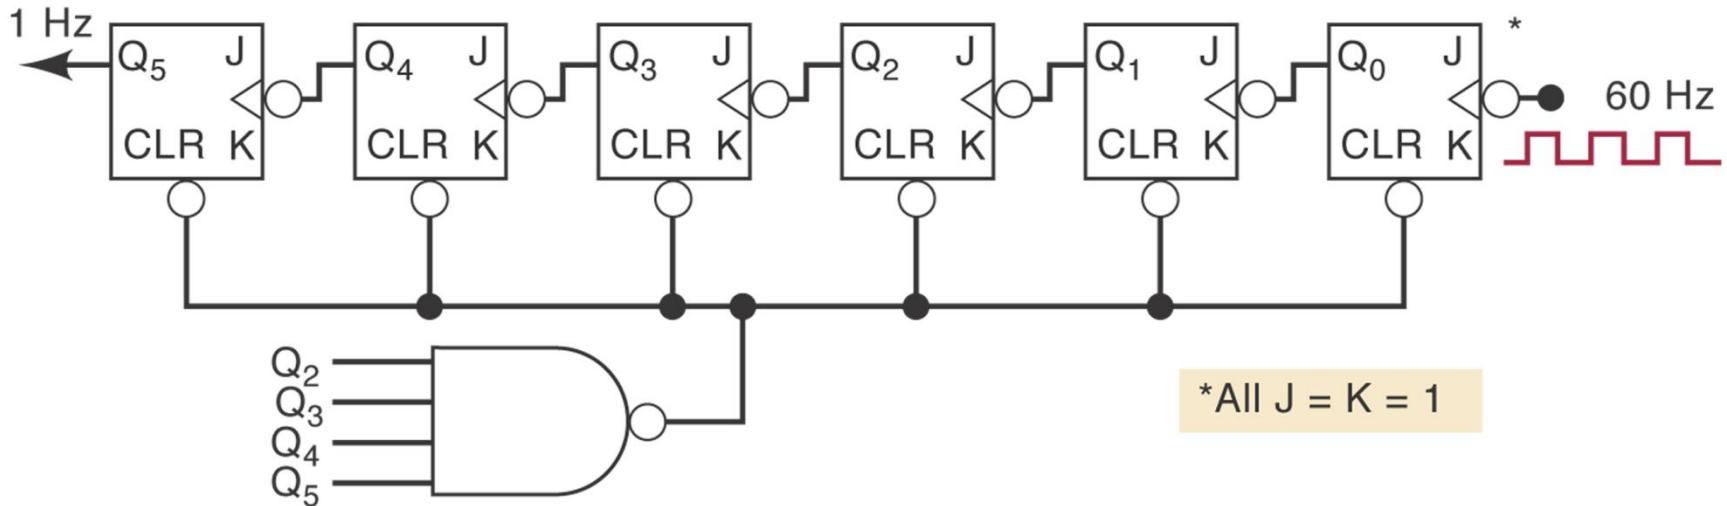 1 Hz
Q5 J Q4 J Q3 J Q2 J Q1 J Q0 J *
60 Hz
CLR K CLR K CLR K CLR K CLR K CLR K
Q2
Q3
Q4
Q5
*All J = K = 1